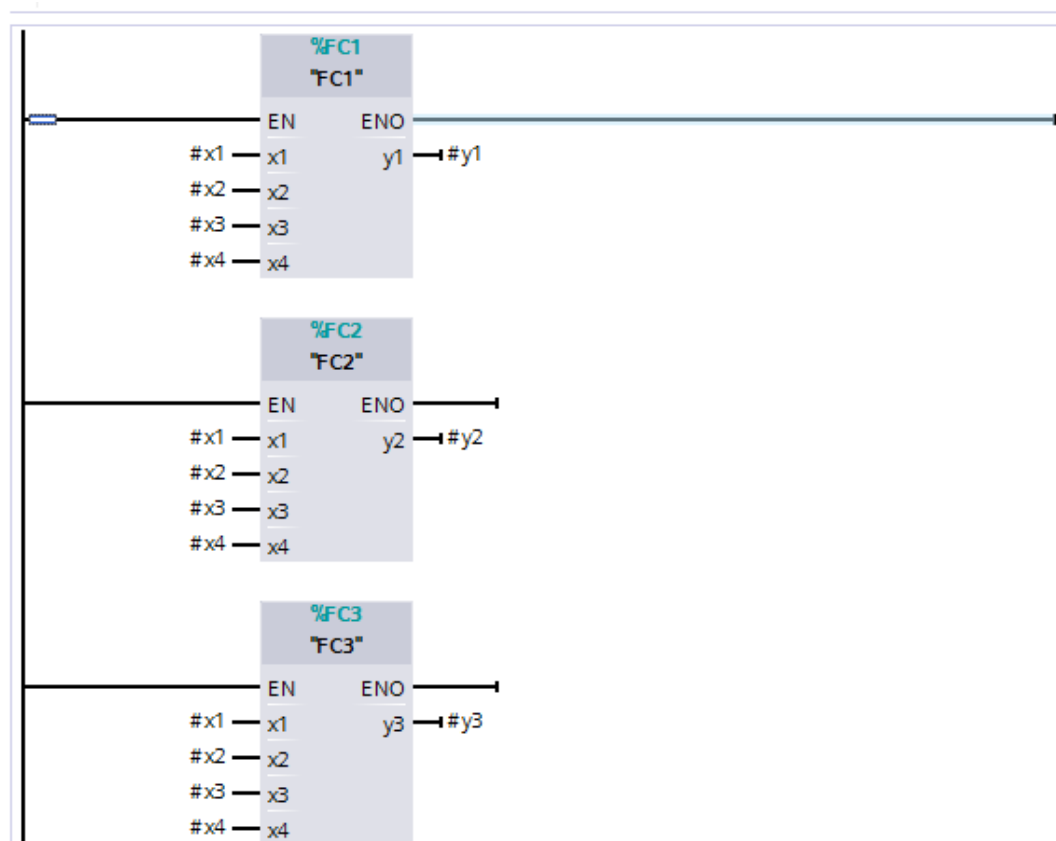 %FC1
"FC1"
EN ENO
#x1 x1 y1 #y1
#x2 x2
#x3 x3
#x4 x4
%FC2
"FC2"
EN ENO
#x1 x1 y2 #y2
#x2 x2
#x3 x3
#x4 x4
%FC3
"FC3"
EN ENO
#x1 x1 y3 #y3
#x2 x2
#x3 x3
#x4 x4